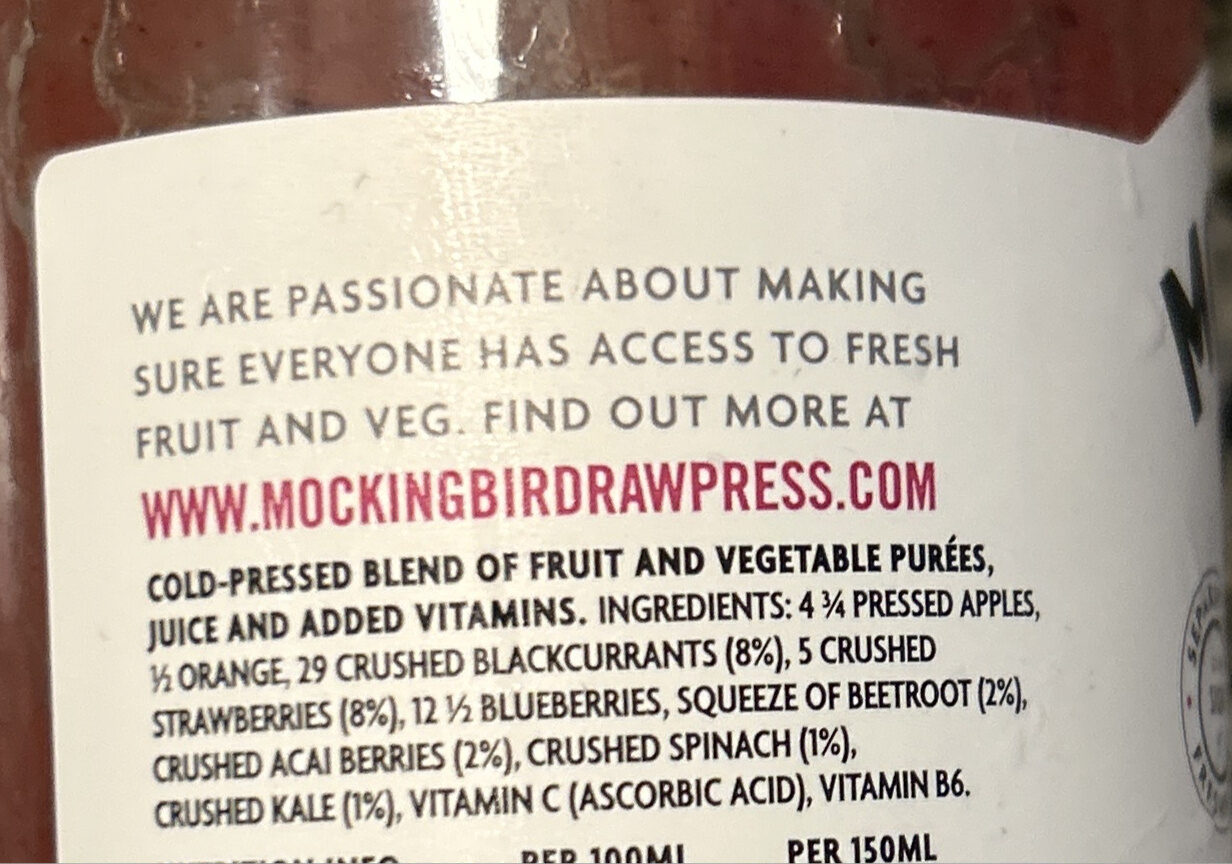 WE ARE PASSIONATE ABOUT MAKING
SURE EVERYONE HAS ACCESS TO FRESH
FRUIT AND VEG. FIND OUT MORE AT
WWW.MOCKINGBIRDRAWPRESS.COM
COLD-PRESSED BLEND OF FRUIT AND VEGETABLE PURÉES,
JUICE AND ADDED VITAMINS. INGREDIENTS: 4 ¾ PRESSED APPLES,
½ ORANGE, 29 CRUSHED BLACKCURRANTS (8%), 5 CRUSHED
STRAWBERRIES (8%), 12 ½ BLUEBERRIES, SQUEEZE OF BEETROOT (2%),
CRUSHED ACAI BERRIES (2%), CRUSHED SPINACH (1%),
CRUSHED KALE (1%), VITAMIN C (ASCORBIC ACID), VITAMIN B6.
PER 100ML PER 150ML